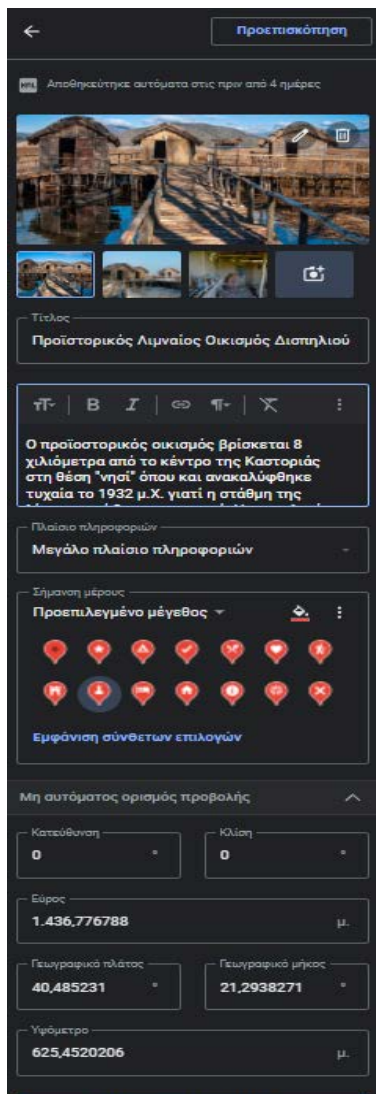 Προεπισκόπηση
Αποθηκεύτηκε αυτόματα στις πριν από 4 ημέρες
Τίτλος
Προϊστορικός Λιμναίος Οικισμός Δισπηλιού
B I
Ο προϊοστορικός οικισμός βρίσκεται 8
χιλιόμετρα από το κέντρο της Καστοριάς
στη θέση "νησί" όπου και ανακαλύφθηκε
τυχαία το 1932 μ.Χ. γιατί η στάθμη της
Πλαίσιο πληροφοριών
Μεγάλο πλαίσιο πληροφοριών
Σήμανση μέρους
Προεπιλεγμένο μέγεθος
Εμφάνιση σύνθετων επιλογών
Μη αυτόματος ορισμός προβολής
Κατεύθυνση Κλίση
0 ° 0 °
Εύρος
1.436,776788 μ.
Γεωγραφικό πλάτος Γεωγραφικό μήκος
40,485231 ° 21,2938271 °
Υψόμετρο
625,4520206 μ.